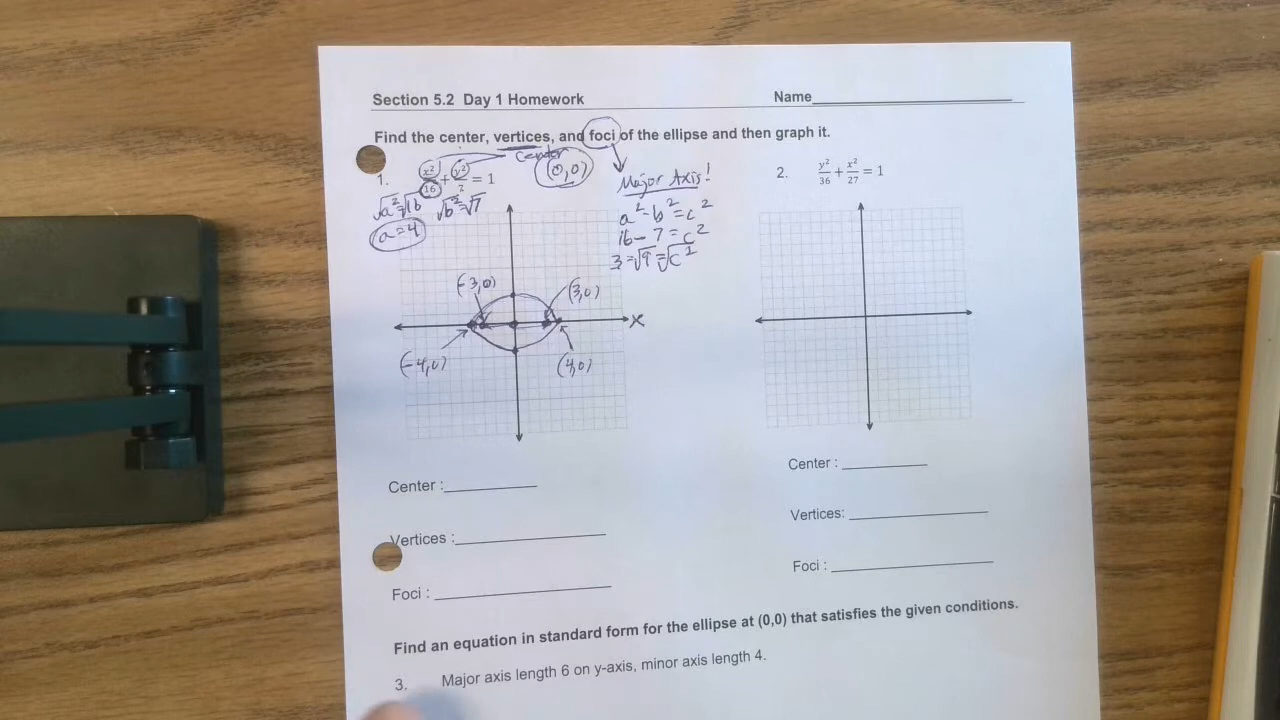 Section 5.2 Day 1 Homework
Name
Find the center, vertices, and foci of the ellipse and then graph it.
1. x²/16 + y²/7 = 1
Center (0,0)
√a²=√16 √b²=√7
a=4
Major Axis!
a²-b²=c²
16-7=c²
3=√9=√c²
(-3,0)
(3,0)
X
(-4,0)
(4,0)
Center :
Vertices :
Foci :
2. y²/36 + x²/27 = 1
Center :
Vertices:
Foci :
Find an equation in standard form for the ellipse at (0,0) that satisfies the given conditions.
3. Major axis length 6 on y-axis, minor axis length 4.